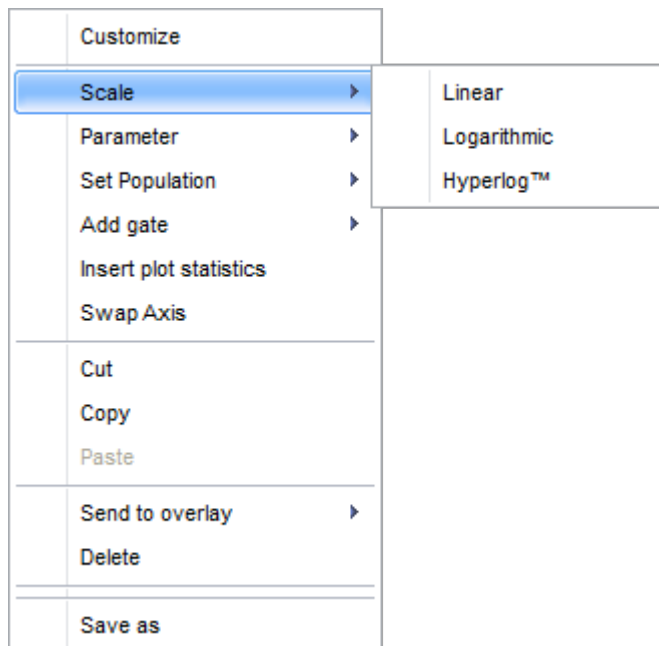 Customize
Scale
Linear
Parameter
Logarithmic
Set Population
Hyperlog™
Add gate
Insert plot statistics
Swap Axis
Cut
Copy
Paste
Send to overlay
Delete
Save as